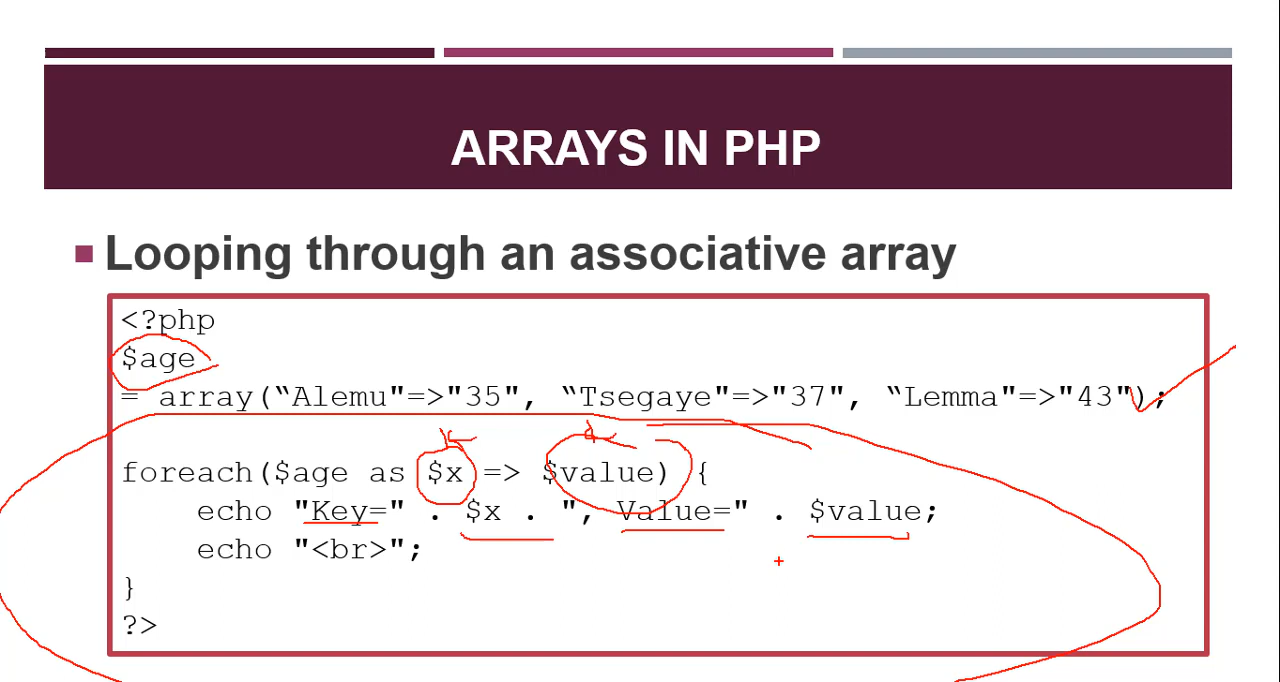 ARRAYS IN PHP
Looping through an associative array
<?php
$age
= array(“Alemu"=>"35", “Tsegaye"=>"37", “Lemma"=>"43");
foreach($age as $x => $value) {
    echo "Key=" . $x . ", Value=" . $value;
    echo "<br>";
}
?>